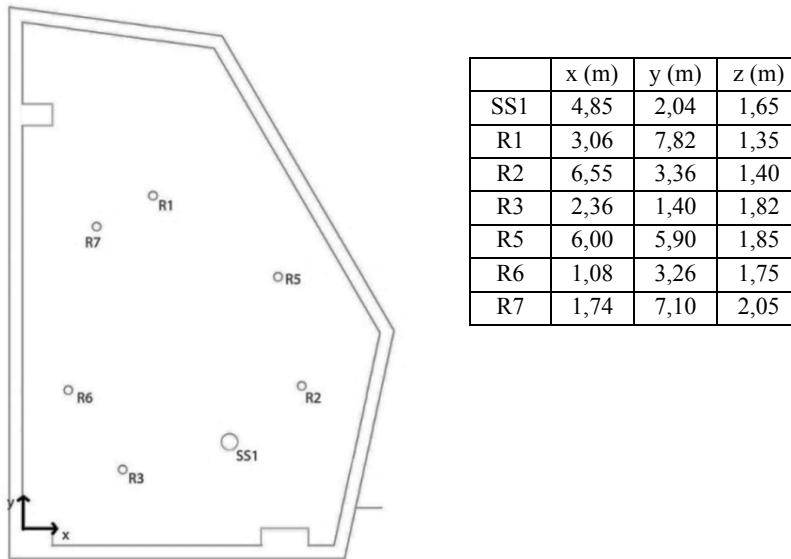 R1
R7
R5
R6
R2
SS1
R3
y
x
x (m) y (m) z (m)
SS1 4,85 2,04 1,65
R1 3,06 7,82 1,35
R2 6,55 3,36 1,40
R3 2,36 1,40 1,82
R5 6,00 5,90 1,85
R6 1,08 3,26 1,75
R7 1,74 7,10 2,05